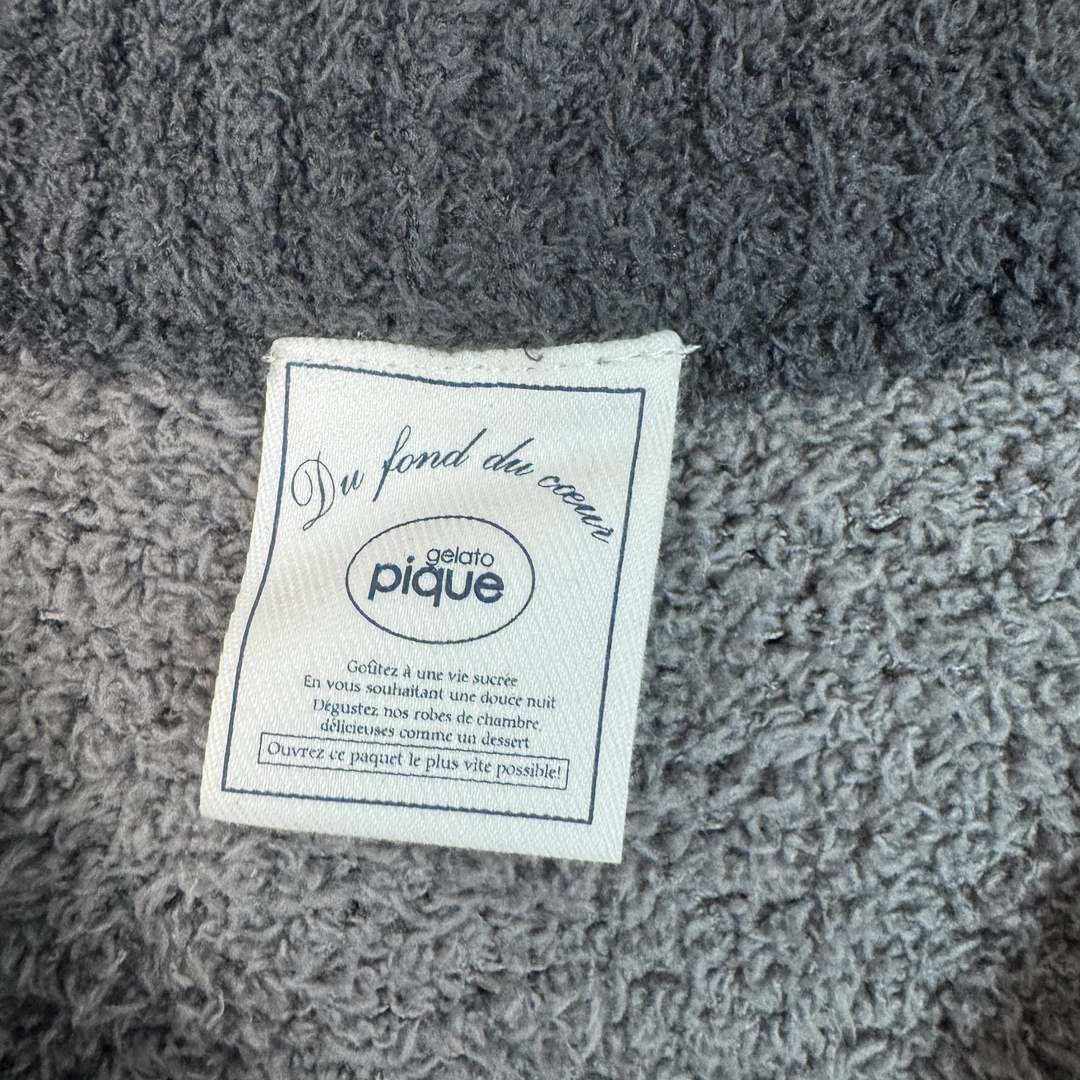 Du fond du cœur
gelato
pique
Goûtez à une vie sucrée
En vous souhaitant une douce nuit
Dégustez nos robes de chambre,
délicieuses comme un dessert
Ouvrez ce paquet le plus vite possible!